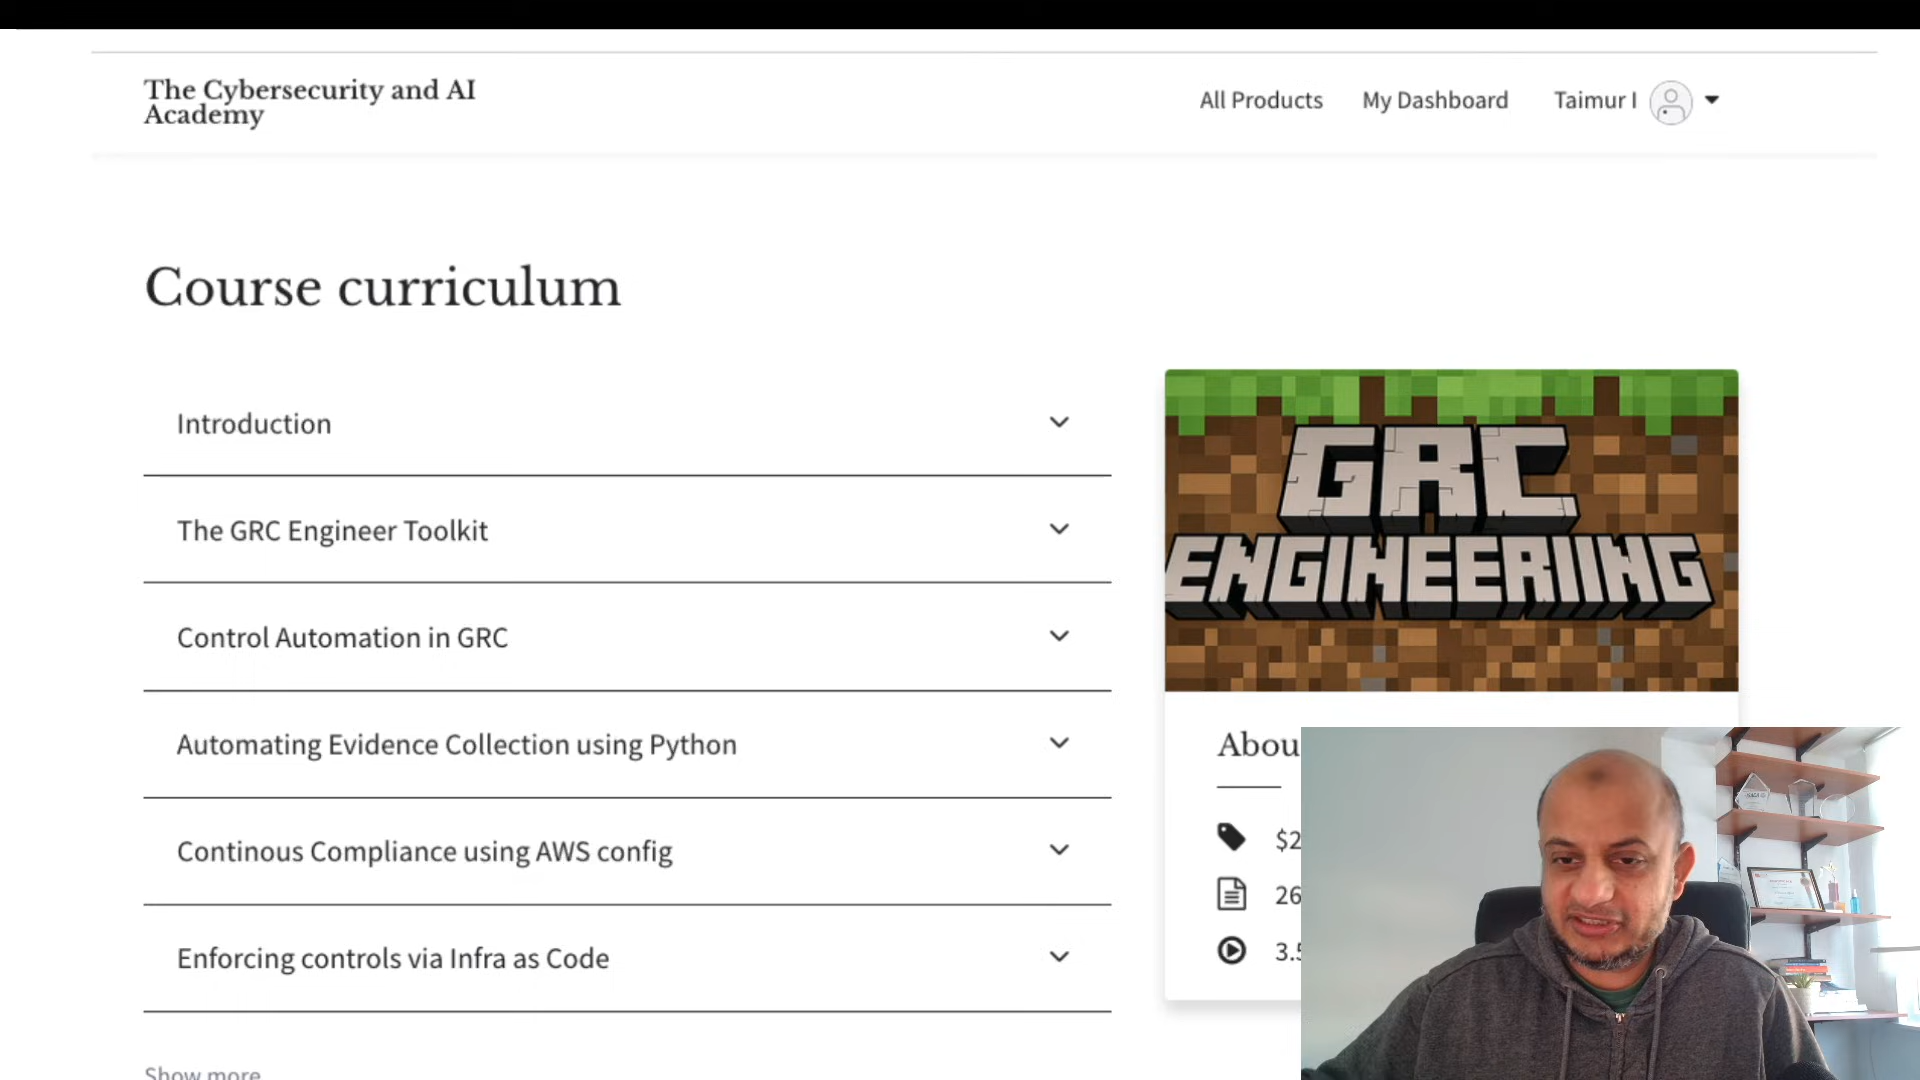 The Cybersecurity and AI
Academy
All Products
My Dashboard
Taimur I
Course curriculum
Introduction
The GRC Engineer Toolkit
Control Automation in GRC
Automating Evidence Collection using Python
Continous Compliance using AWS config
Enforcing controls via Infra as Code
Show more
GRC
ENGINEERIING
Abou
$2
26
3.5